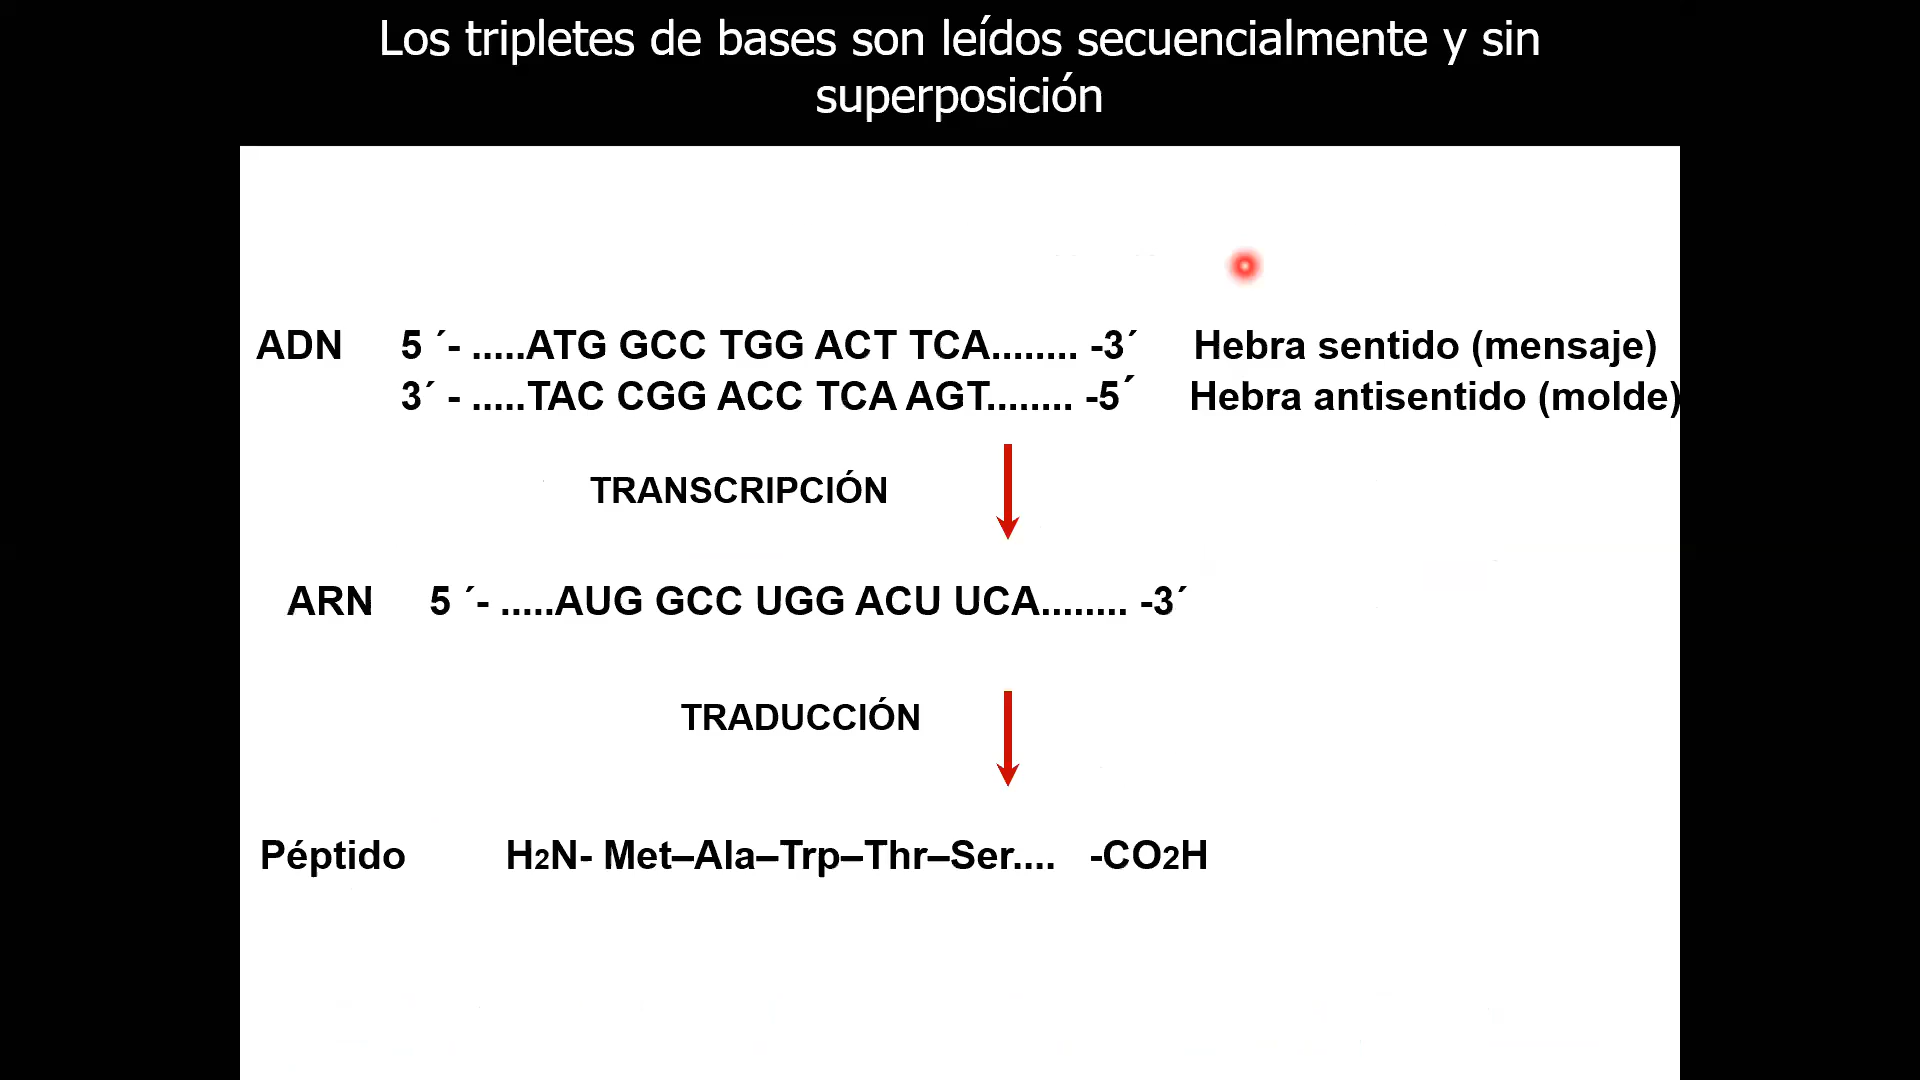 Los tripletes de bases son leídos secuencialmente y sin
superposición
ADN 5 ´- .....ATG GCC TGG ACT TCA........ -3´ Hebra sentido (mensaje)
3´ - .....TAC CGG ACC TCA AGT........ -5´ Hebra antisentido (molde)
TRANSCRIPCIÓN
ARN 5 ´- .....AUG GCC UGG ACU UCA........ -3´
TRADUCCIÓN
Péptido H2N- Met–Ala–Trp–Thr–Ser.... -CO2H